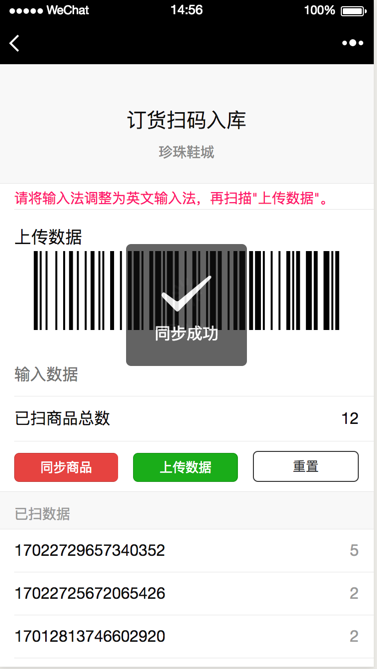 WeChat 14:56 100%
订货扫码入库
珍珠鞋城
请将输入法调整为英文输入法，再扫描"上传数据"。
上传数据
同步成功
输入数据
已扫商品总数 12
同步商品 上传数据 重置
已扫数据
17022729657340352 5
17022725672065426 2
17012813746602920 2